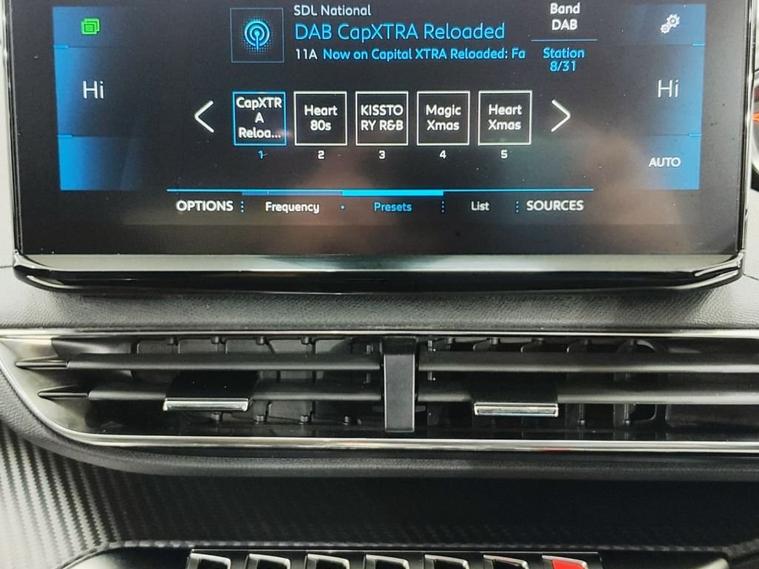 SDL National
Band
DAB
DAB CapXTRA Reloaded
11A Now on Capital XTRA Reloaded: Fa
Station
8/31
Hi
Hi
CapXTR
A
Reloa...
Heart
80s
KISSTO
RY R&B
Magic
Xmas
Heart
Xmas
1
2
3
4
5
AUTO
OPTIONS
Frequency
Presets
List
SOURCES